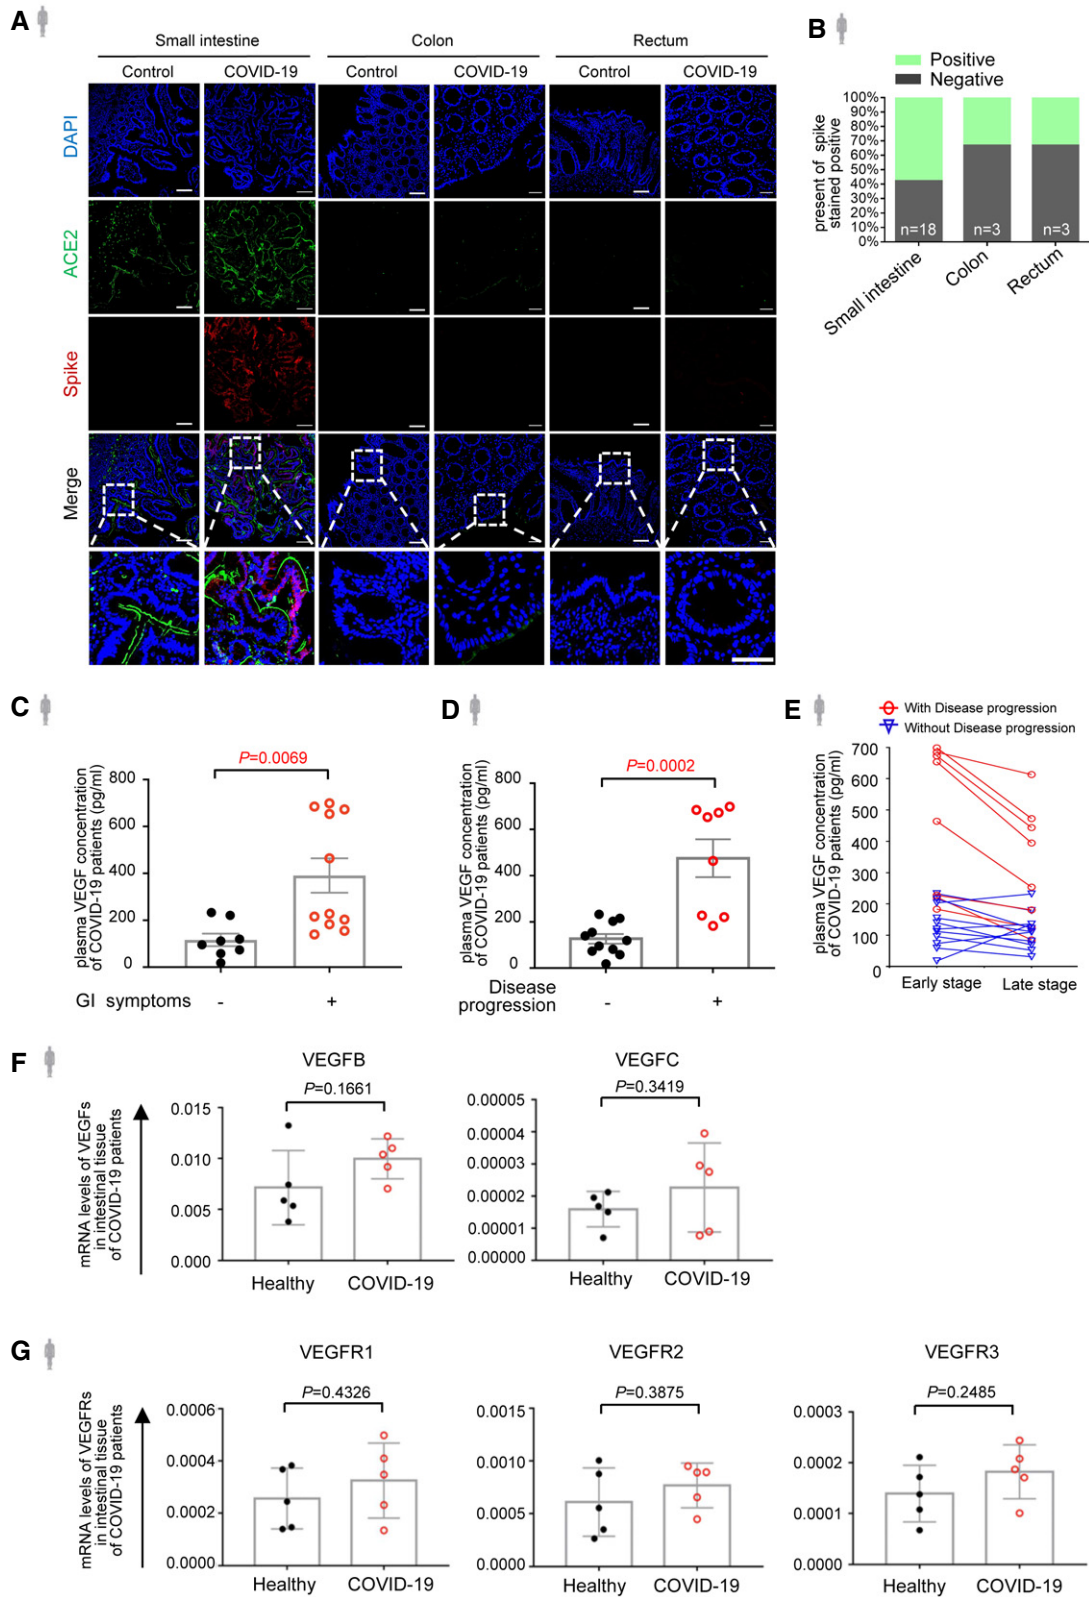 A
Small intestine Colon Rectum
Control COVID-19 Control COVID-19 Control COVID-19
DAPI
ACE2
Spike
Merge
B
Positive
Negative
present of spike
stained positive
100%
90%
80%
70%
60%
50%
40%
30%
20%
10%
0%
n=18 n=3 n=3
Small intestine
Colon
Rectum
C
P=0.0069
plasma VEGF concentration
of COVID-19 patients (pg/ml)
800
600
400
200
0
GI symptoms - +
D
P=0.0002
plasma VEGF concentration
of COVID-19 patients (pg/ml)
800
600
400
200
0
Disease
progression - +
E
With Disease progression
Without Disease progression
plasma VEGF concentration
of COVID-19 patients (pg/ml)
700
600
500
400
300
200
100
0
Early stage Late stage
F
mRNA levels of VEGFs
in intestinal tissue
of COVID-19 patients
VEGFB
P=0.1661
0.015
0.010
0.005
0.000
Healthy COVID-19
VEGFC
P=0.3419
0.00005
0.00004
0.00003
0.00002
0.00001
0.00000
Healthy COVID-19
G
mRNA levels of VEGFRs
in intestinal tissue
of COVID-19 patients
VEGFR1
P=0.4326
0.0006
0.0004
0.0002
0.0000
Healthy COVID-19
VEGFR2
P=0.3875
0.0015
0.0010
0.0005
0.0000
Healthy COVID-19
VEGFR3
P=0.2485
0.0003
0.0002
0.0001
0.0000
Healthy COVID-19